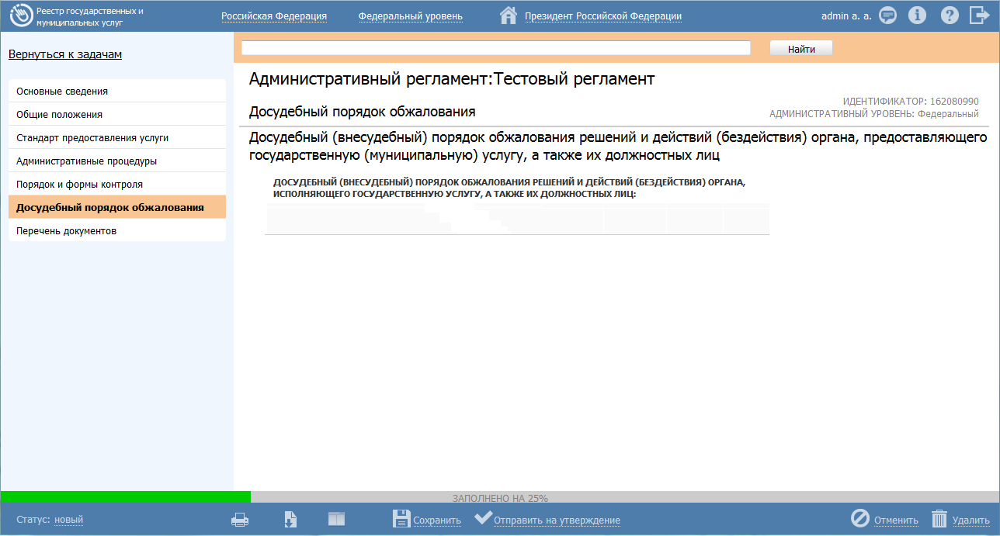 Реестр государственных и
муниципальных услуг
Российская Федерация
Федеральный уровень
Президент Российской Федерации
admin a. a.
Вернуться к задачам
Найти
Основные сведения
Общие положения
Стандарт предоставления услуги
Административные процедуры
Порядок и формы контроля
Досудебный порядок обжалования
Перечень документов
Административный регламент:Тестовый регламент
Досудебный порядок обжалования
ИДЕНТИФИКАТОР: 162080990
АДМИНИСТРАТИВНЫЙ УРОВЕНЬ: Федеральный
Досудебный (внесудебный) порядок обжалования решений и действий (бездействия) органа, предоставляющего
государственную (муниципальную) услугу, а также их должностных лиц
ДОСУДЕБНЫЙ (ВНЕСУДЕБНЫЙ) ПОРЯДОК ОБЖАЛОВАНИЯ РЕШЕНИЙ И ДЕЙСТВИЙ (БЕЗДЕЙСТВИЯ) ОРГАНА,
ИСПОЛНЯЮЩЕГО ГОСУДАРСТВЕННУЮ УСЛУГУ, А ТАКЖЕ ИХ ДОЛЖНОСТНЫХ ЛИЦ:
ЗАПОЛНЕНО НА 25%
Статус: новый
Сохранить
Отправить на утверждение
Отменить
Удалить